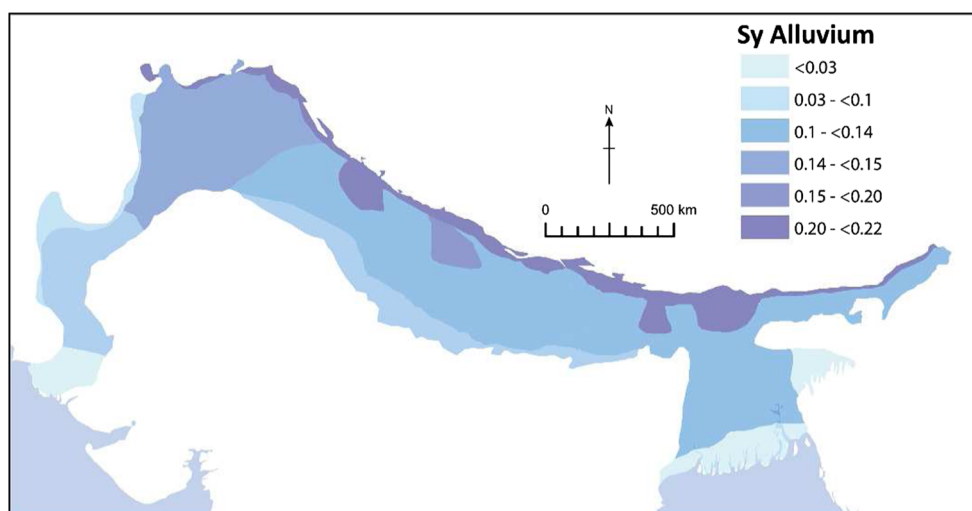 Sy Alluvium
<0.03
0.03 - <0.1
0.1 - <0.14
0.14 - <0.15
0.15 - <0.20
0.20 - <0.22
N
0 500 km